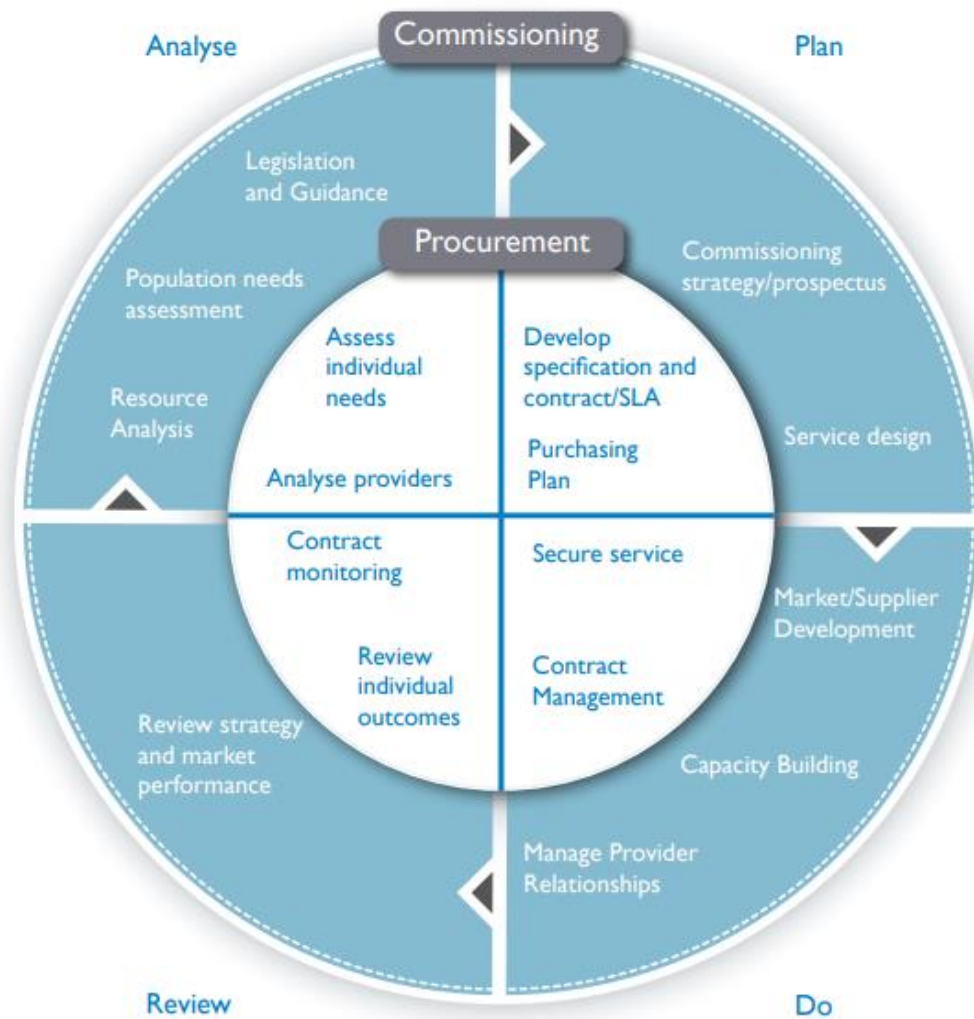 Analyse
Commissioning
Plan
Legislation
and Guidance
Population needs
assessment
Resource
Analysis
Commissioning
strategy/prospectus
Service design
Procurement
Assess
individual
needs
Analyse providers
Develop
specification and
contract/SLA
Purchasing
Plan
Contract
monitoring
Review
individual
outcomes
Secure service
Contract
Management
Market/Supplier
Development
Capacity Building
Manage Provider
Relationships
Review strategy
and market
performance
Review
Do